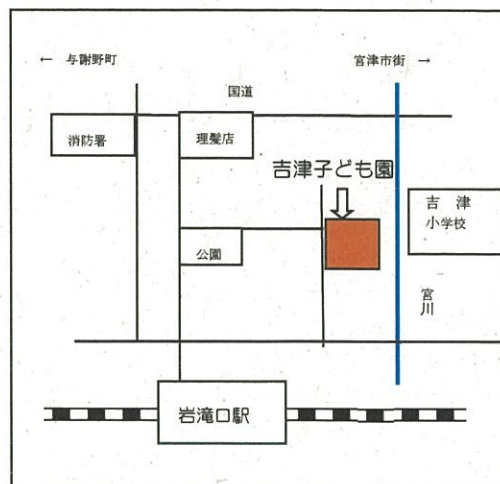 ← 与謝野町
宮津市街 →
国道
消防署
理髪店
吉津子ども園
吉 津
小学校
公園
宮川
岩滝口駅